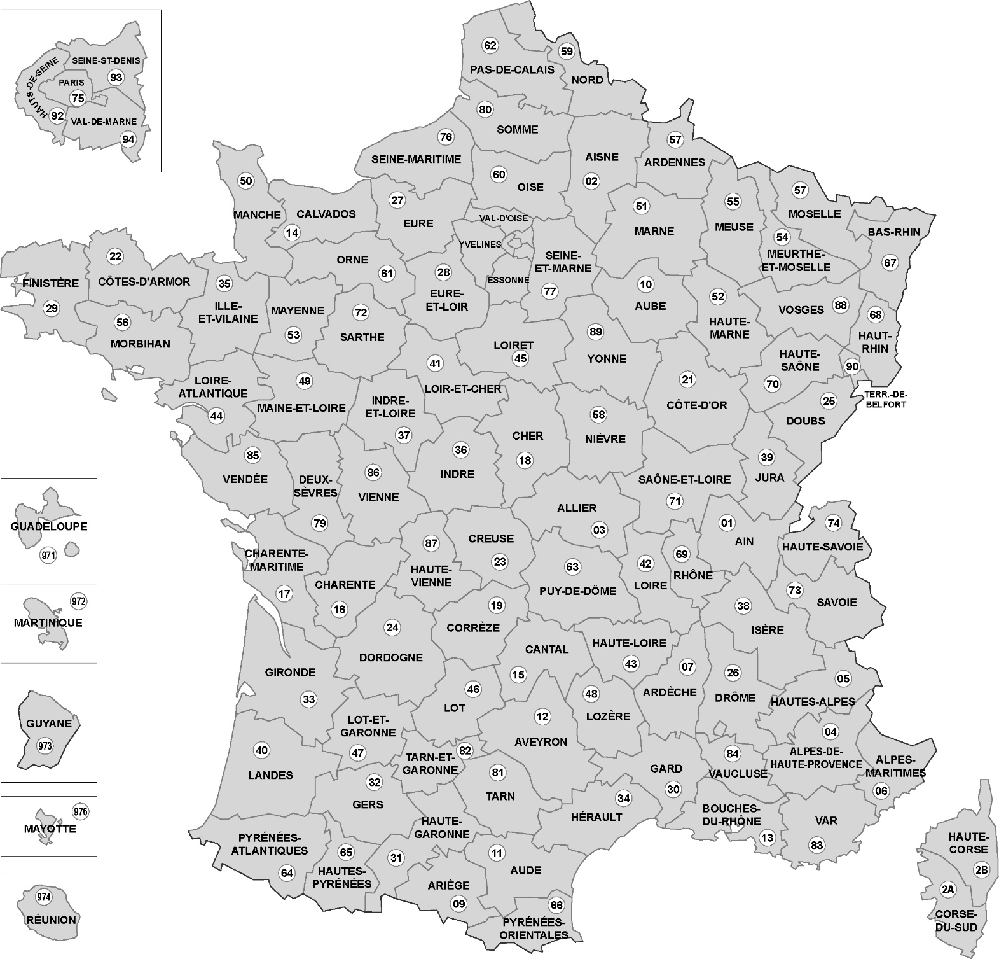 SEINE-ST-DENIS
93
HAUTS-DE-SEINE
92
PARIS
75
VAL-DE-MARNE
94
62
PAS-DE-CALAIS
59
NORD
80
SOMME
76
SEINE-MARITIME
60
OISE
AISNE
02
57
ARDENNES
50
MANCHE
CALVADOS
14
27
EURE
VAL-D'OISE
YVELINES
ESSONNE
SEINE-
ET-MARNE
77
51
MARNE
55
MEUSE
57
MOSELLE
54
MEURTHE-
ET-MOSELLE
BAS-RHIN
67
FINISTÈRE
29
22
CÔTES-D'ARMOR
56
MORBIHAN
35
ILLE-
ET-VILAINE
MAYENNE
53
ORNE
61
72
SARTHE
28
EURE-
ET-LOIR
LOIRET
45
10
AUBE
89
YONNE
52
HAUTE-
MARNE
VOSGES
88
68
HAUT-
RHIN
HAUTE-
SAÔNE
70
90
TERR.-DE-
BELFORT
LOIRE-
ATLANTIQUE
44
49
MAINE-ET-LOIRE
INDRE-
ET-LOIRE
37
41
LOIR-ET-CHER
CHER
18
58
NIÈVRE
21
CÔTE-D'OR
25
DOUBS
39
JURA
85
VENDÉE
DEUX-
SÈVRES
79
86
VIENNE
36
INDRE
ALLIER
03
SAÔNE-ET-LOIRE
71
01
AIN
74
HAUTE-SAVOIE
CHARENTE-
MARITIME
17
CHARENTE
16
87
HAUTE-
VIENNE
CREUSE
23
63
PUY-DE-DÔME
42
LOIRE
69
RHÔNE
73
SAVOIE
38
ISÈRE
24
DORDOGNE
19
CORRÈZE
CANTAL
15
HAUTE-LOIRE
43
07
ARDÈCHE
26
DRÔME
05
HAUTES-ALPES
GIRONDE
33
LOT-ET-
GARONNE
47
46
LOT
12
AVEYRON
48
LOZÈRE
GARD
30
84
VAUCLUSE
04
ALPES-DE-
HAUTE-PROVENCE
ALPES-
MARITIMES
06
40
LANDES
32
GERS
TARN-ET-
GARONNE
82
81
TARN
34
HÉRAULT
BOUCHES-
DU-RHÔNE
13
VAR
83
PYRÉNÉES-
ATLANTIQUES
64
65
HAUTES-
PYRÉNÉES
HAUTE-
GARONNE
31
ARIÈGE
09
11
AUDE
66
PYRÉNÉES-
ORIENTALES
HAUTE-
CORSE
2B
2A
CORSE-
DU-SUD
GUADELOUPE
971
972
MARTINIQUE
GUYANE
973
976
MAYOTTE
974
RÉUNION